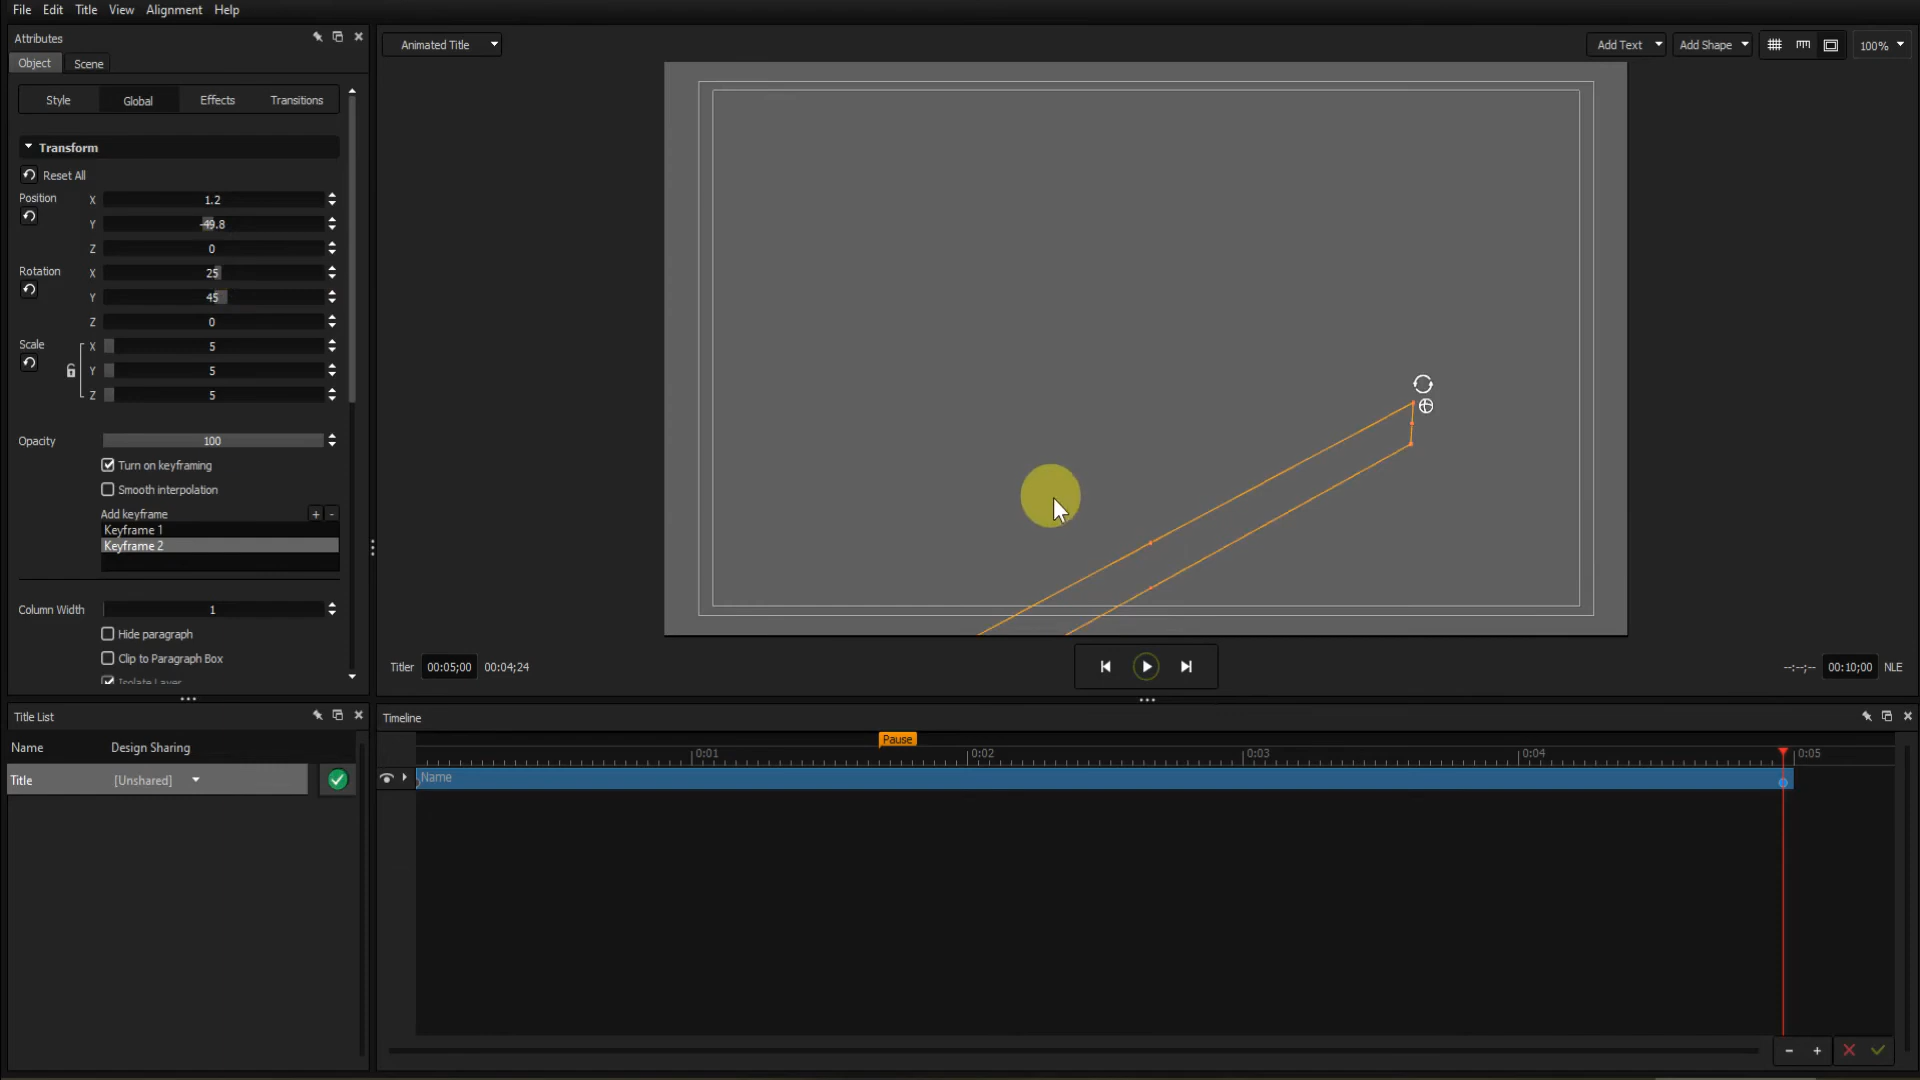 File Edit Title View Alignment Help
Attributes
Object Scene
Style Global Effects Transitions
Transform
Reset All
Position X 1.2
Y -49.8
Z 0
Rotation X 25
Y 45
Z 0
Scale X 5
Y 5
Z 5
Opacity 100
Turn on keyframing
Smooth interpolation
Add keyframe + -
Keyframe 1
Keyframe 2
Column Width 1
Hide paragraph
Clip to Paragraph Box
Isolate Layer
Animated Title
Add Text Add Shape 100%
Titler 00:05;00 00:04;24
--:--;-- 00:10;00 NLE
Title List
Name Design Sharing
Title [Unshared]
Timeline
Pause
0:01 0:02 0:03 0:04 0:05
Name
- +